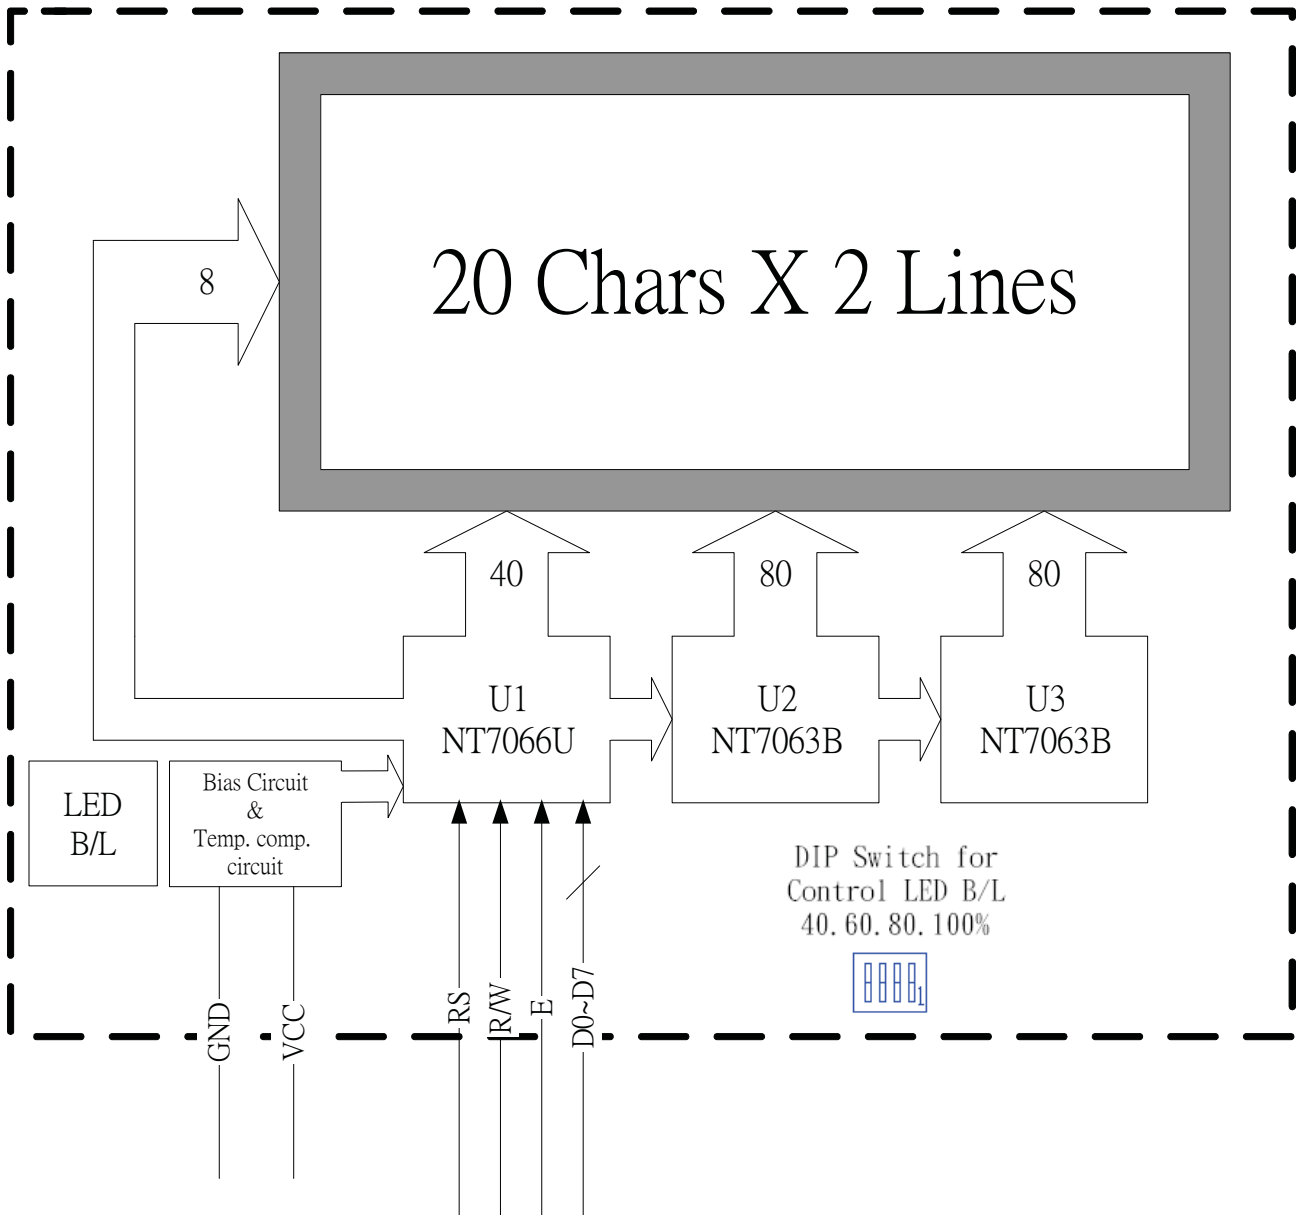 20 Chars X 2 Lines
8
40
80
80
U1
NT7066U
U2
NT7063B
U3
NT7063B
LED
B/L
Bias Circuit
&
Temp. comp.
circuit
DIP Switch for
Control LED B/L
40.60.80.100%
1
GND
VCC
RS
R/W
E
D0~D7